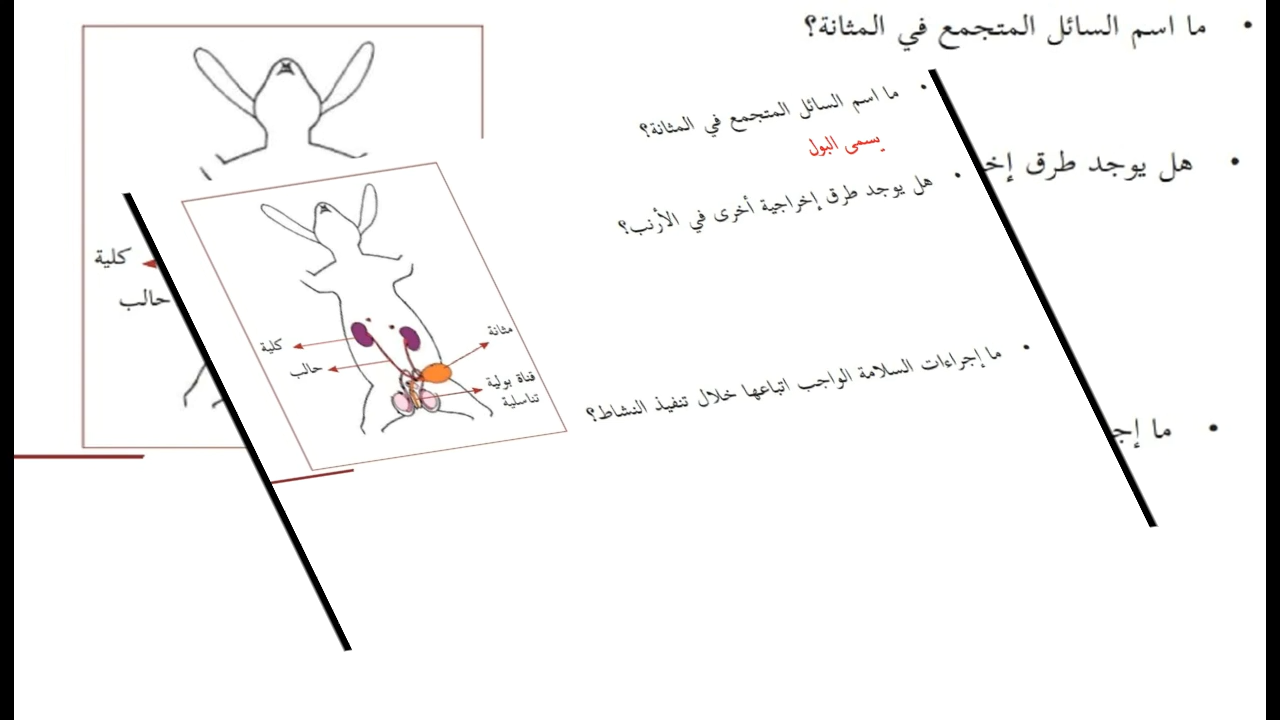 ما اسم السائل المتجمع في المثانة؟
هل يوجد طرق إخ
ما إجر
كلية
حالب
ما اسم السائل المتجمع في المثانة؟
يسمى البول
هل يوجد طرق إخراجية أخرى في الأرنب؟
ما إجراءات السلامة الواجب اتباعها خلال تنفيذ النشاط؟
مثانة
كلية
حالب
قناة بولية
تناسلية